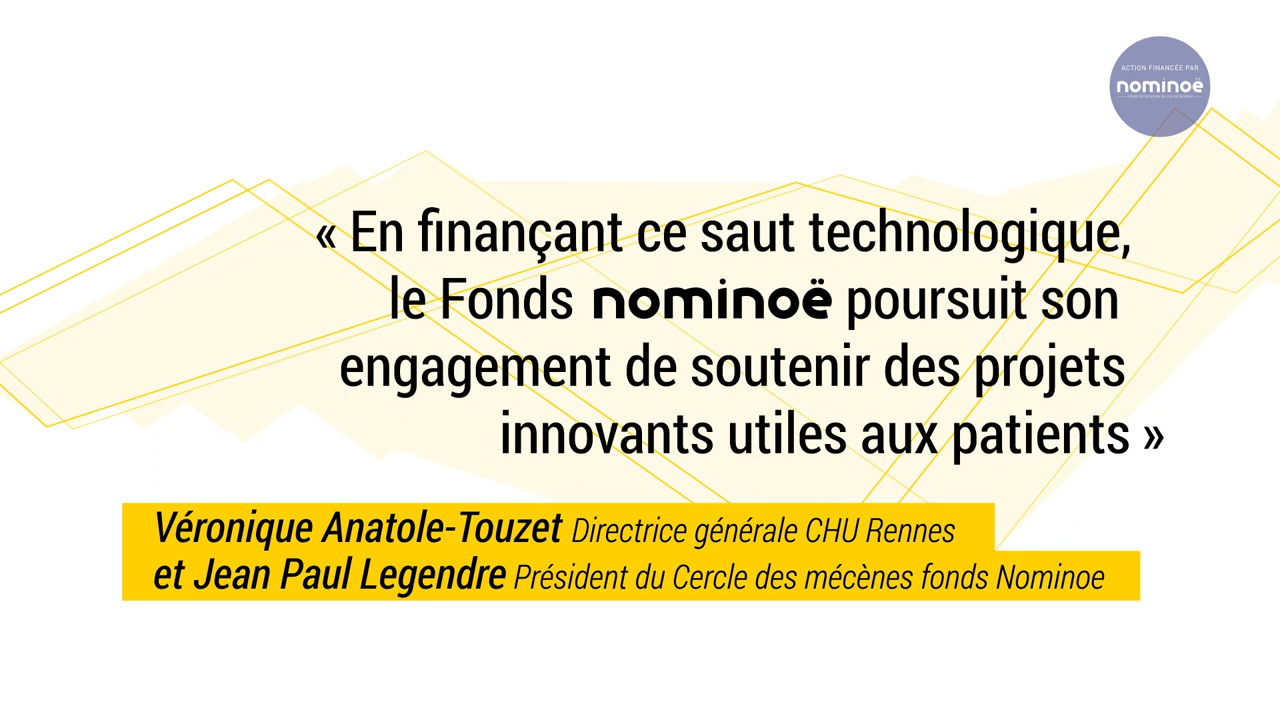 ACTION FINANCÉE PAR
nominoë
« En finançant ce saut technologique,
le Fonds nominoë poursuit son
engagement de soutenir des projets
innovants utiles aux patients »
Véronique Anatole-Touzet Directrice générale CHU Rennes
et Jean Paul Legendre Président du Cercle des mécènes fonds Nominoe